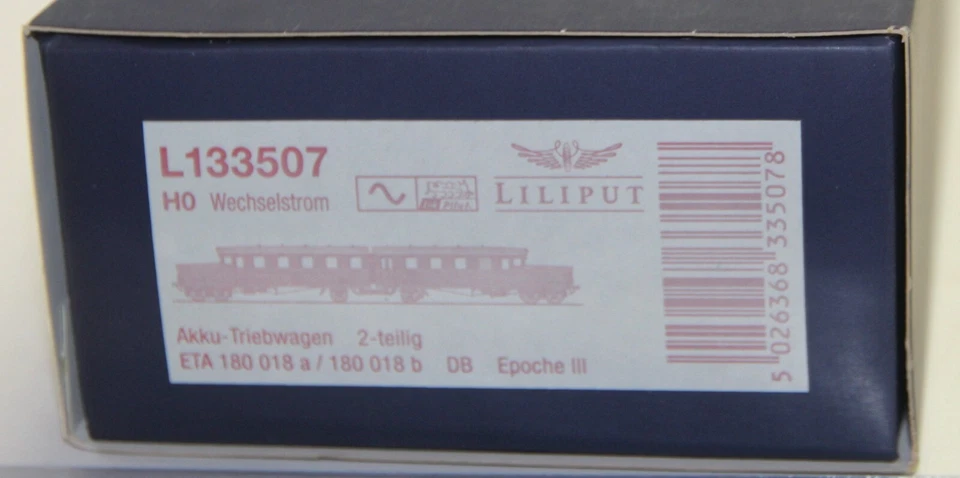 L133507
H0 Wechselstrom
Pilot.
LILIPUT
Akku-Triebwagen 2-teilig
ETA 180 018 a / 180 018 b DB Epoche III
5 026368 335078